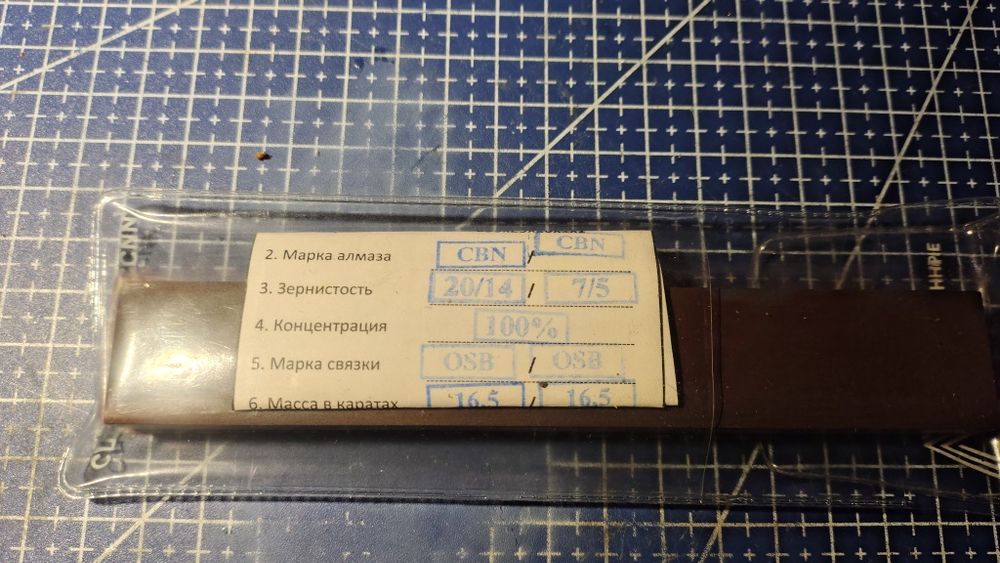 2. Марка алмаза CBN / CBN
3. Зернистость 20/14 / 7/5
4. Концентрация 100%
5. Марка связки OSB / OSB
6. Масса в каратах 16,5 / 16,5